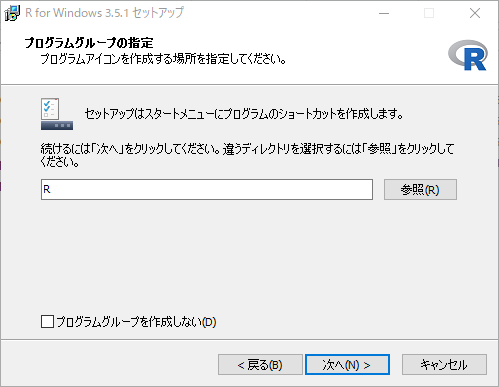 R for Windows 3.5.1 セットアップ
プログラムグループの指定
プログラムアイコンを作成する場所を指定してください。
R
セットアップはスタートメニューにプログラムのショートカットを作成します。
続けるには「次へ」をクリックしてください。違うディレクトリを選択するには「参照」をクリックして
ください。
R
参照(R)
プログラムグループを作成しない(D)
< 戻る(B)
次へ(N) >
キャンセル